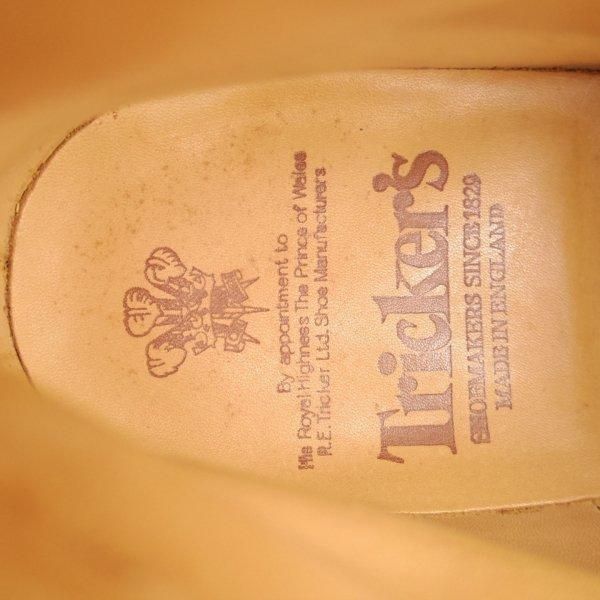 By appointment to
His Royal Highness The Prince of Wales
R.E. Tricker Ltd. Shoe Manufacturers
Tricker's
SHOEMAKERS SINCE 1829
MADE IN ENGLAND